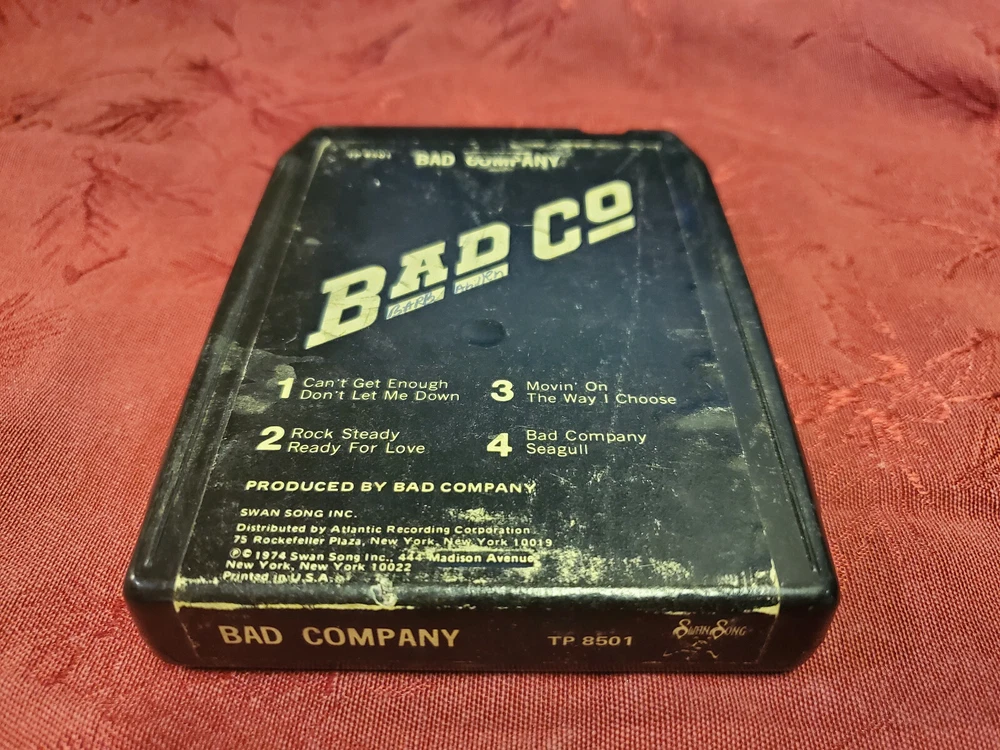 TP 8501 BAD COMPANY
BAD CO
BARB
1 Can't Get Enough
Don't Let Me Down
2 Rock Steady
Ready For Love
3 Movin' On
The Way I Choose
4 Bad Company
Seagull
PRODUCED BY BAD COMPANY
SWAN SONG INC.
Distributed by Atlantic Recording Corporation
75 Rockefeller Plaza, New York, New York 10019
℗ © 1974 Swan Song Inc., 444 Madison Avenue
New York, New York 10022
Printed in U.S.A.
BAD COMPANY TP 8501 SWAN SONG